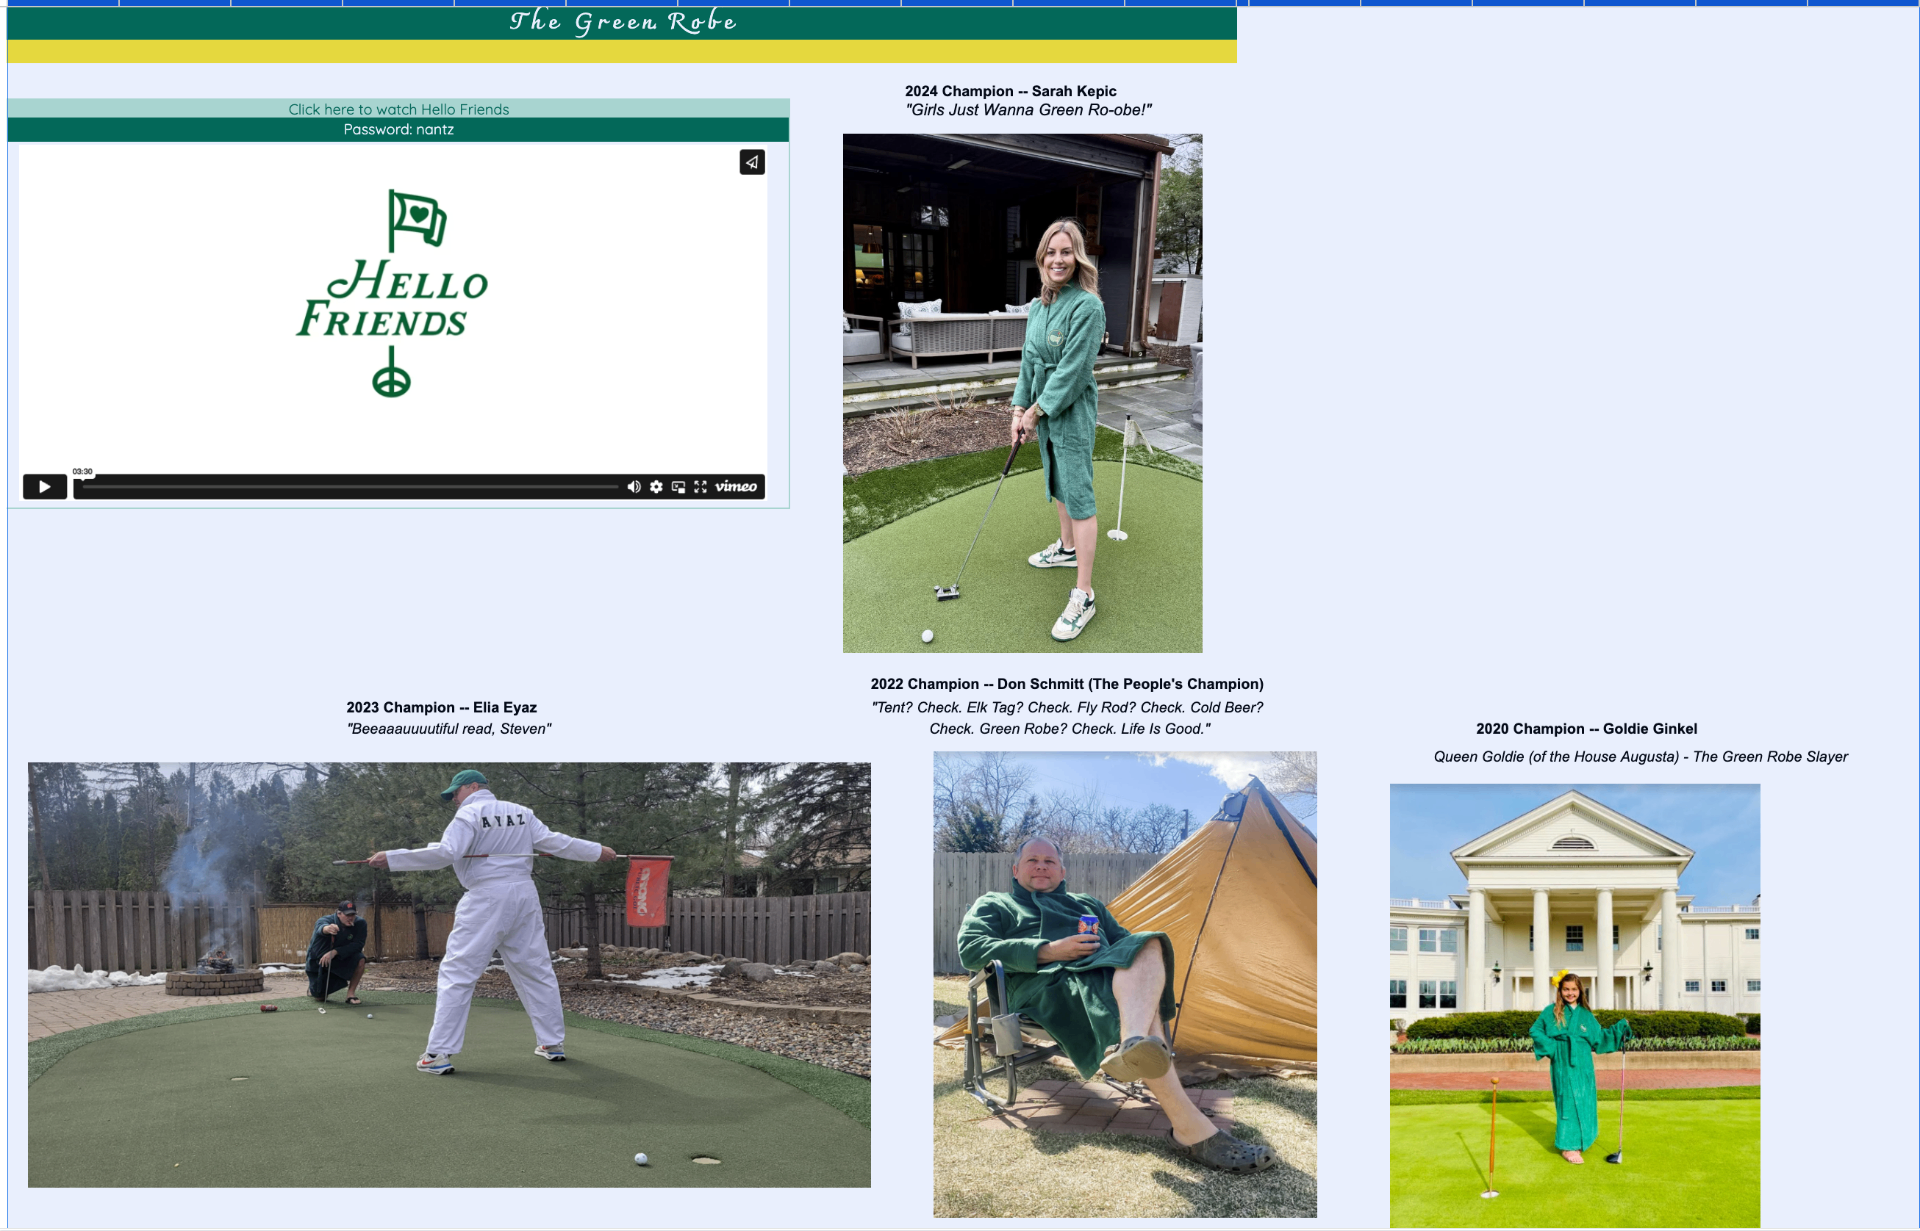 The Green Robe
Click here to watch Hello Friends
Password: nantz
HELLO
FRIENDS
03:30
vimeo
2024 Champion -- Sarah Kepic
"Girls Just Wanna Green Ro-obe!"
2023 Champion -- Elia Eyaz
"Beeaaauuuutiful read, Steven"
AYAZ
2022 Champion -- Don Schmitt (The People's Champion)
"Tent? Check. Elk Tag? Check. Fly Rod? Check. Cold Beer?
Check. Green Robe? Check. Life Is Good."
2020 Champion -- Goldie Ginkel
Queen Goldie (of the House Augusta) - The Green Robe Slayer